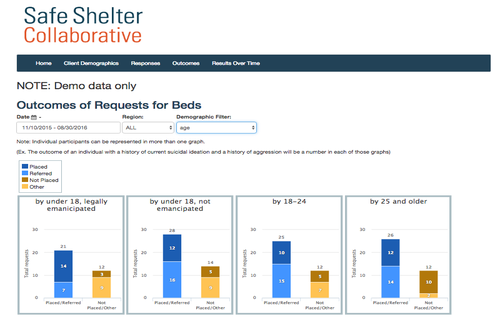 Safe Shelter
Collaborative
Home Client Demographics Responses Outcomes Results Over Time
NOTE: Demo data only
Outcomes of Requests for Beds
Date Region: Demographic Filter:
11/10/2015 - 06/30/2016 ALL age
Note: Individual participants can be represented in more than one graph.
(Ex. The outcome of an individual with a history of current suicidal ideation and a history of aggression will be a number in each of those graphs)
Placed
Referred
Not Placed
Other
by under 18, legally
emanicipated
30
20
10
0
Total requests
21
14
7
12
3
Placed/Referred
Not
Placed/Other
by under 18, not
emancipated
30
20
10
0
Total requests
28
12
16
14
5
Placed/Referred
Not
Placed/Other
by 18-24
30
20
10
0
Total requests
25
10
15
12
5
Placed/Referred
Not
Placed/Other
by 25 and older
30
20
10
0
Total requests
26
12
14
12
10
Placed/Referred
Not
Placed/Other